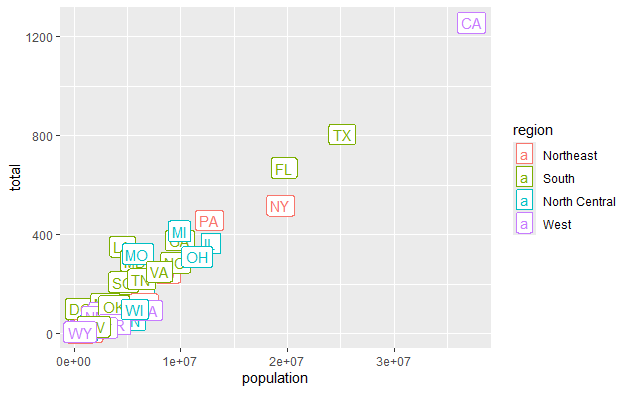 CA
1200
TX
800
FL
NY
PA
MI
400
MO
OH
VA
TN
OK
WI
WY
0
0e+00 1e+07 2e+07 3e+07
population
total
region
a Northeast
a South
a North Central
a West